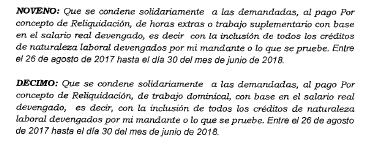 NOVENO: Que se condene solidariamente a las demandadas, al pago Por
concepto de Reliquidación, de horas extras o trabajo suplementario con base
en el salario real devengado, es decir con la inclusión de todos los créditos
de naturaleza laboral devengados por mi mandante o lo que se pruebe. Entre
el 26 de agosto de 2017 hasta el día 30 del mes de junio de 2018.
DECIMO: Que se condene solidariamente a las demandadas, al pago Por
concepto de Reliquidación, de trabajo dominical, con base en el salario real
devengado, es decir, con la inclusión de todos los créditos de naturaleza
laboral devengados por mi mandante o lo que se pruebe. Entre el 26 de agosto
de 2017 hasta el día 30 del mes de junio de 2018.